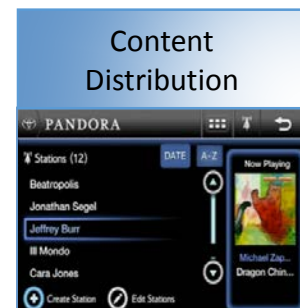 Content
Distribution
PANDORA
Stations (12)
DATE
A-Z
Now Playing
Beatropolis
Jonathan Segel
Jeffrey Burr
Ill Mondo
Cara Jones
Michael Zap...
Dragon Chin...
Create Station
Edit Stations